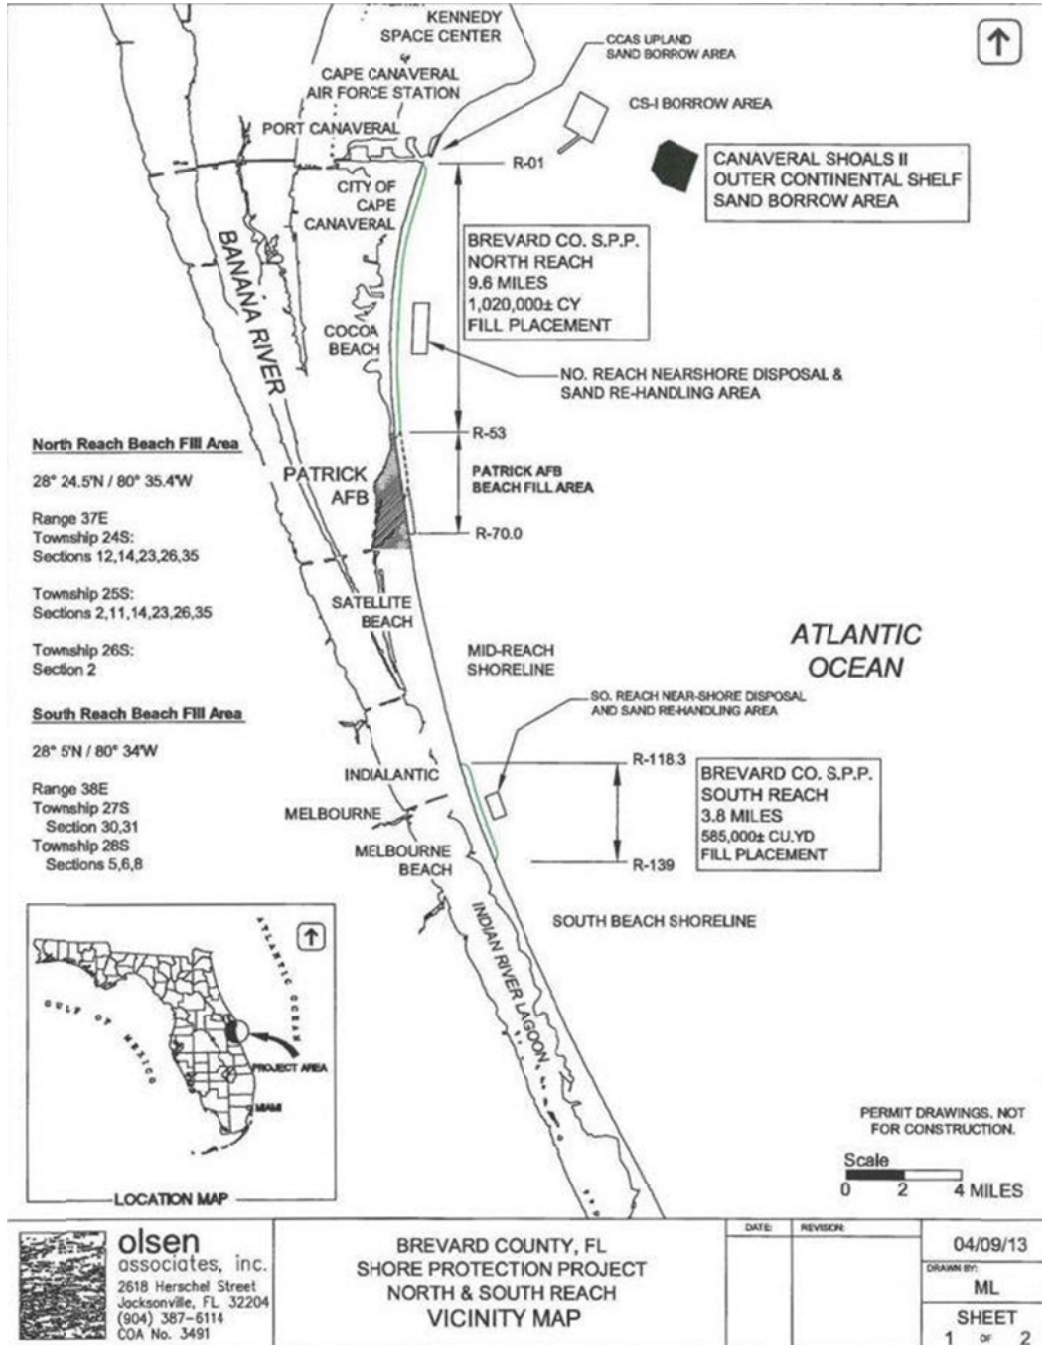 KENNEDY
SPACE CENTER
CCAS UPLAND
SAND BORROW AREA
CAPE CANAVERAL
AIR FORCE STATION
CS-I BORROW AREA
PORT CANAVERAL
R-01
CANAVERAL SHOALS II
OUTER CONTINENTAL SHELF
SAND BORROW AREA
CITY OF
CAPE
CANAVERAL
BREVARD CO. S.P.P.
NORTH REACH
9.6 MILES
1,020,000± CY
FILL PLACEMENT
BANANA RIVER
COCOA
BEACH
NO. REACH NEARSHORE DISPOSAL &
SAND RE-HANDLING AREA
R-53
North Reach Beach Fill Area
28° 24.5'N / 80° 35.4'W
Range 37E
Township 24S:
Sections 12,14,23,26,35
Township 25S:
Sections 2,11,14,23,26,35
Township 26S:
Section 2
PATRICK
AFB
PATRICK AFB
BEACH FILL AREA
R-70.0
SATELLITE
BEACH
MID-REACH
SHORELINE
ATLANTIC
OCEAN
SO. REACH NEAR-SHORE DISPOSAL
AND SAND RE-HANDLING AREA
South Reach Beach Fill Area
28° 5'N / 80° 34'W
Range 38E
Township 27S
Section 30,31
Township 28S
Sections 5,6,8
R-118.3
INDIALANTIC
MELBOURNE
MELBOURNE
BEACH
BREVARD CO. S.P.P.
SOUTH REACH
3.8 MILES
585,000± CU.YD
FILL PLACEMENT
R-139
SOUTH BEACH SHORELINE
INDIAN RIVER LAGOON
ATLANTIC OCEAN
GULF OF MEXICO
PROJECT AREA
MIAMI
LOCATION MAP
PERMIT DRAWINGS. NOT
FOR CONSTRUCTION.
Scale
0 2 4 MILES
olsen
associates, inc.
2618 Herschel Street
Jacksonville, FL 32204
(904) 387-6114
COA No. 3491
BREVARD COUNTY, FL
SHORE PROTECTION PROJECT
NORTH & SOUTH REACH
VICINITY MAP
DATE: REVISION:
04/09/13
DRAWN BY:
ML
SHEET
1 OF 2